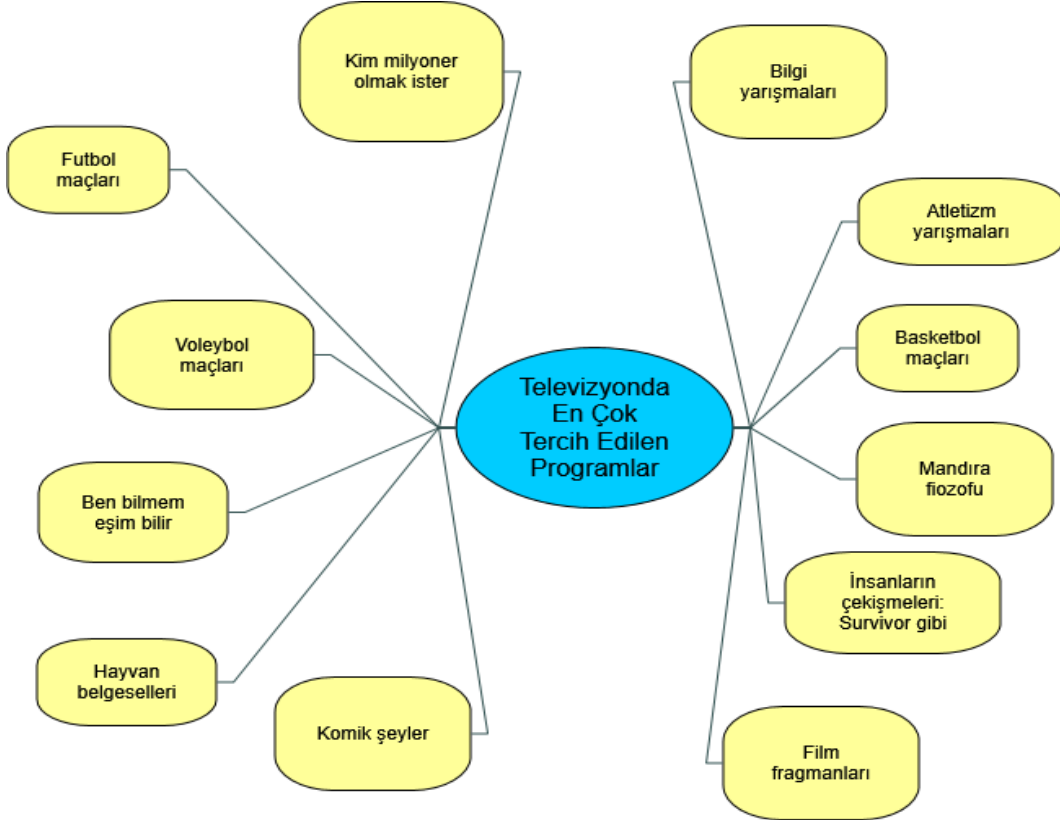 Kim milyoner
olmak ister
Bilgi
yarışmaları
Futbol
maçları
Atletizm
yarışmaları
Voleybol
maçları
Basketbol
maçları
Televizyonda
En Çok
Tercih Edilen
Programlar
Mandıra
fiozofu
Ben bilmem
eşim bilir
İnsanların
çekişmeleri:
Survivor gibi
Hayvan
belgeselleri
Komik şeyler
Film
fragmanları